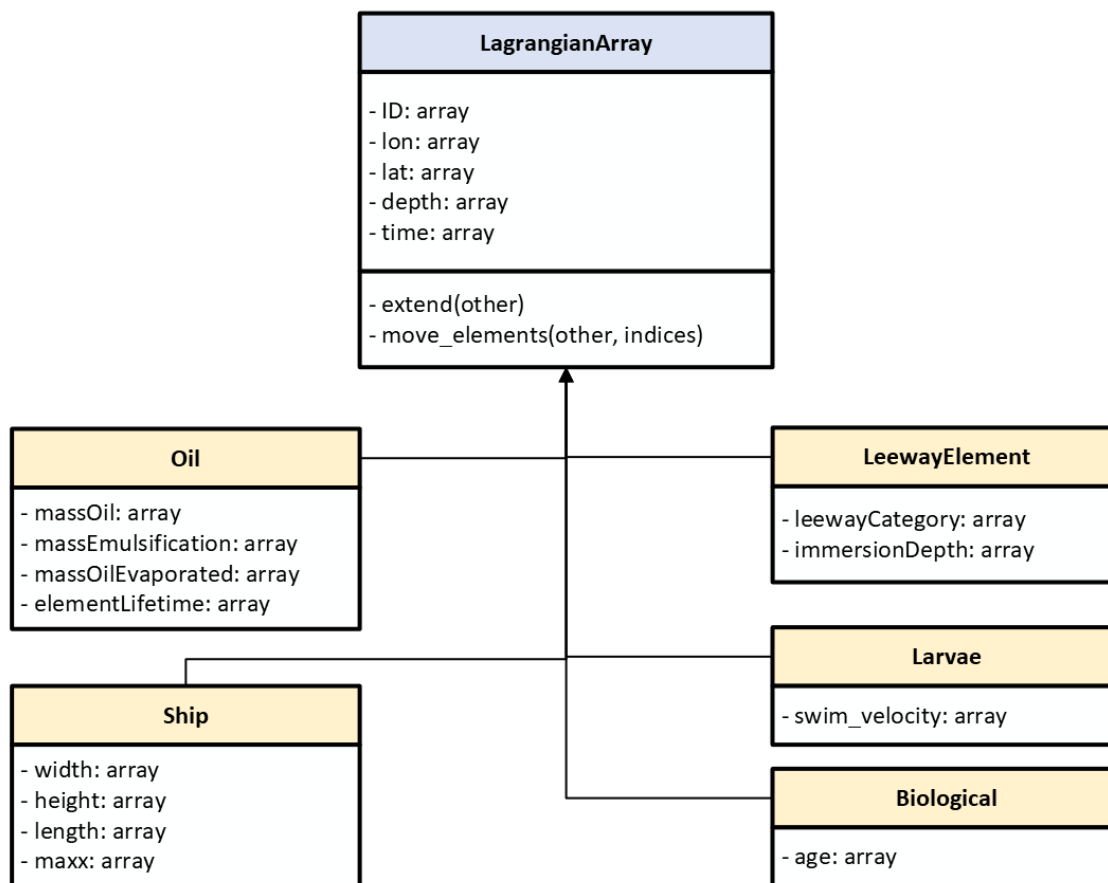 LagrangianArray
- ID: array
- lon: array
- lat: array
- depth: array
- time: array
- extend(other)
- move_elements(other, indices)
Oil
- massOil: array
- massEmulsification: array
- massOilEvaporated: array
- elementLifetime: array
LeewayElement
- leewayCategory: array
- immersionDepth: array
Ship
- width: array
- height: array
- length: array
- maxx: array
Larvae
- swim_velocity: array
Biological
- age: array